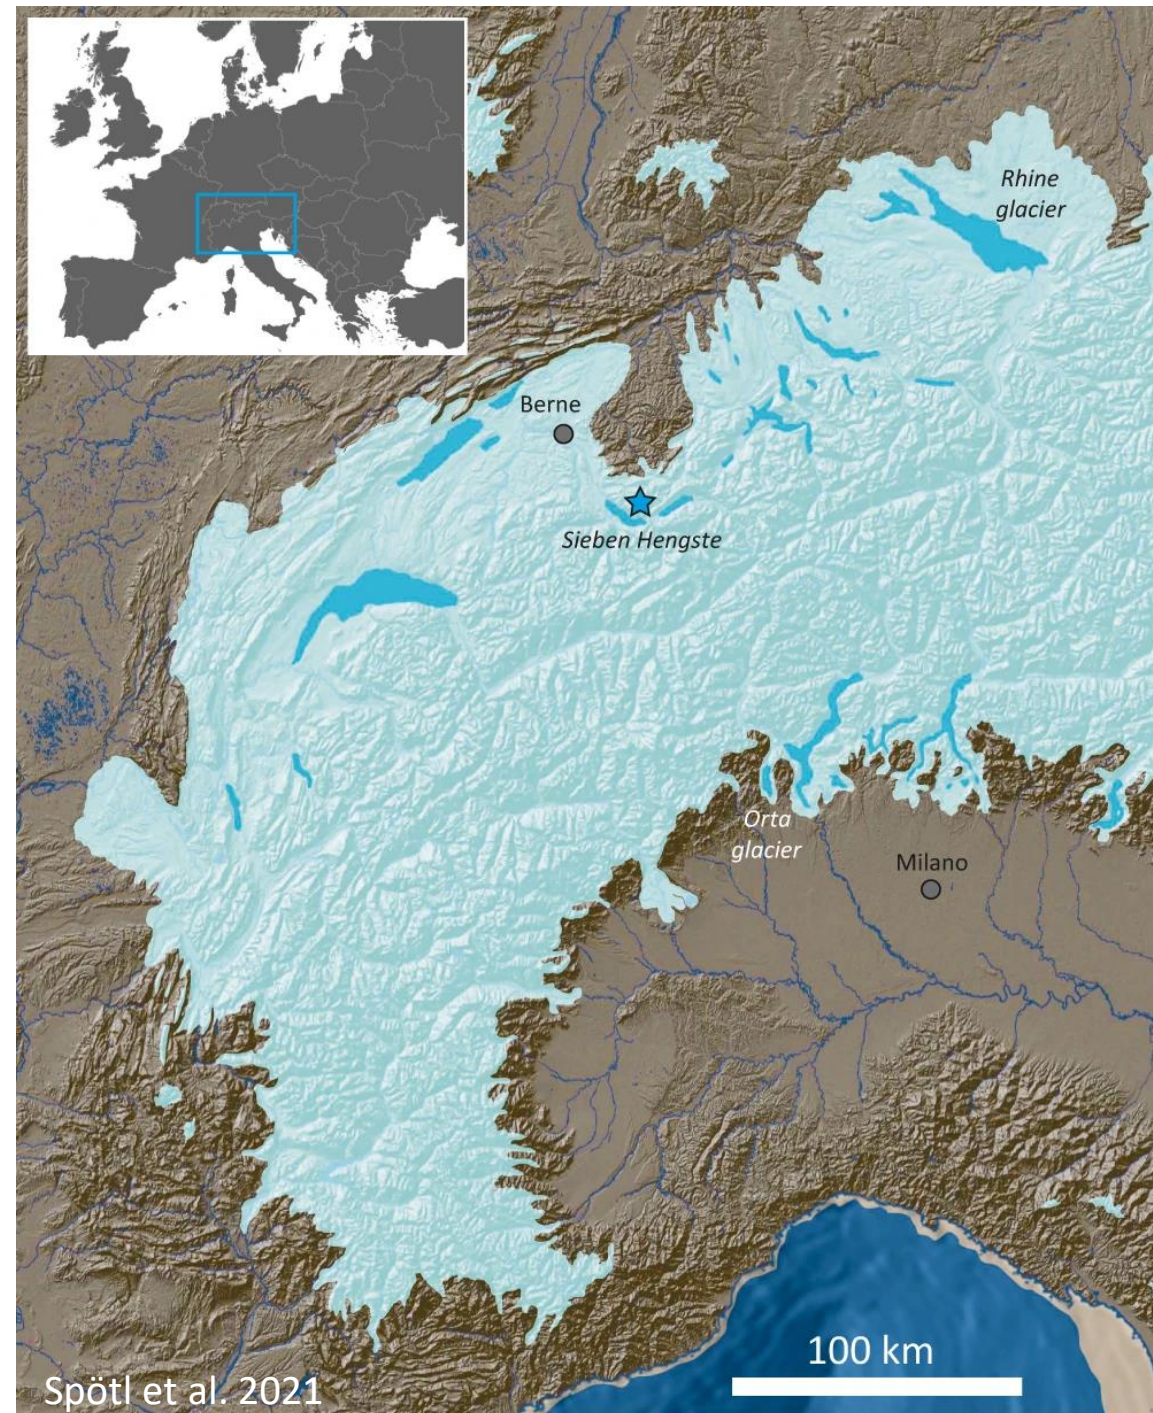 Rhine
glacier
Berne
Sieben Hengste
Orta
glacier
Milano
100 km
Spötl et al. 2021